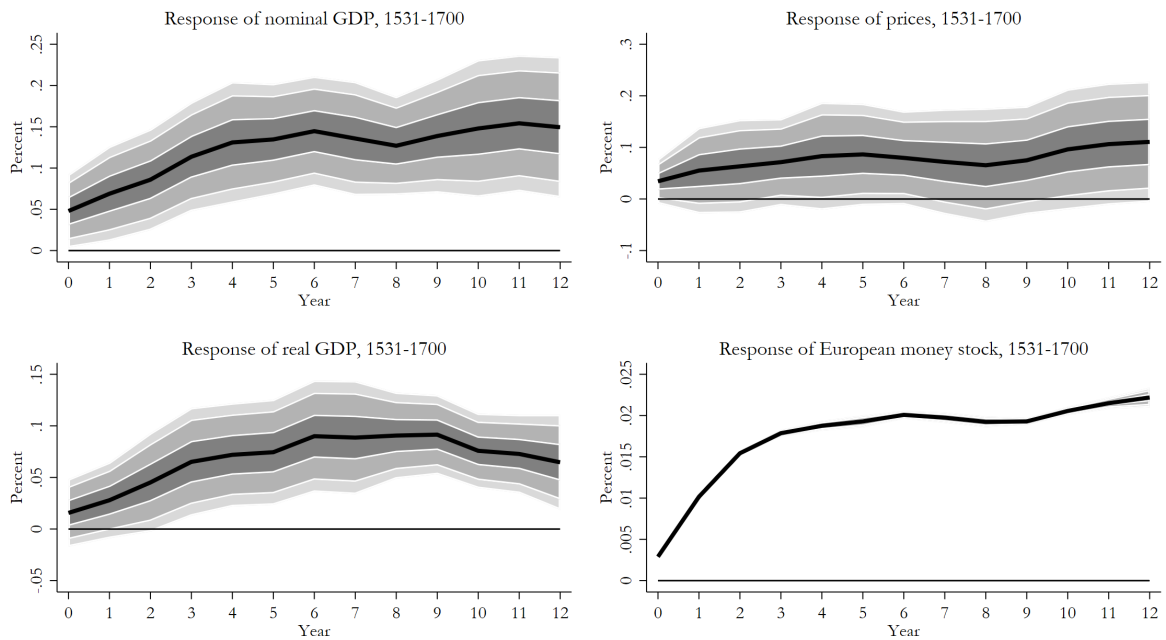 Response of nominal GDP, 1531-1700
Percent
.25
.2
.15
.1
.05
0
0 1 2 3 4 5 6 7 8 9 10 11 12
Year
Response of prices, 1531-1700
Percent
.3
.2
.1
0
-.1
0 1 2 3 4 5 6 7 8 9 10 11 12
Year
Response of real GDP, 1531-1700
Percent
.15
.1
.05
0
-.05
0 1 2 3 4 5 6 7 8 9 10 11 12
Year
Response of European money stock, 1531-1700
Percent
.025
.02
.015
.01
.005
0
0 1 2 3 4 5 6 7 8 9 10 11 12
Year